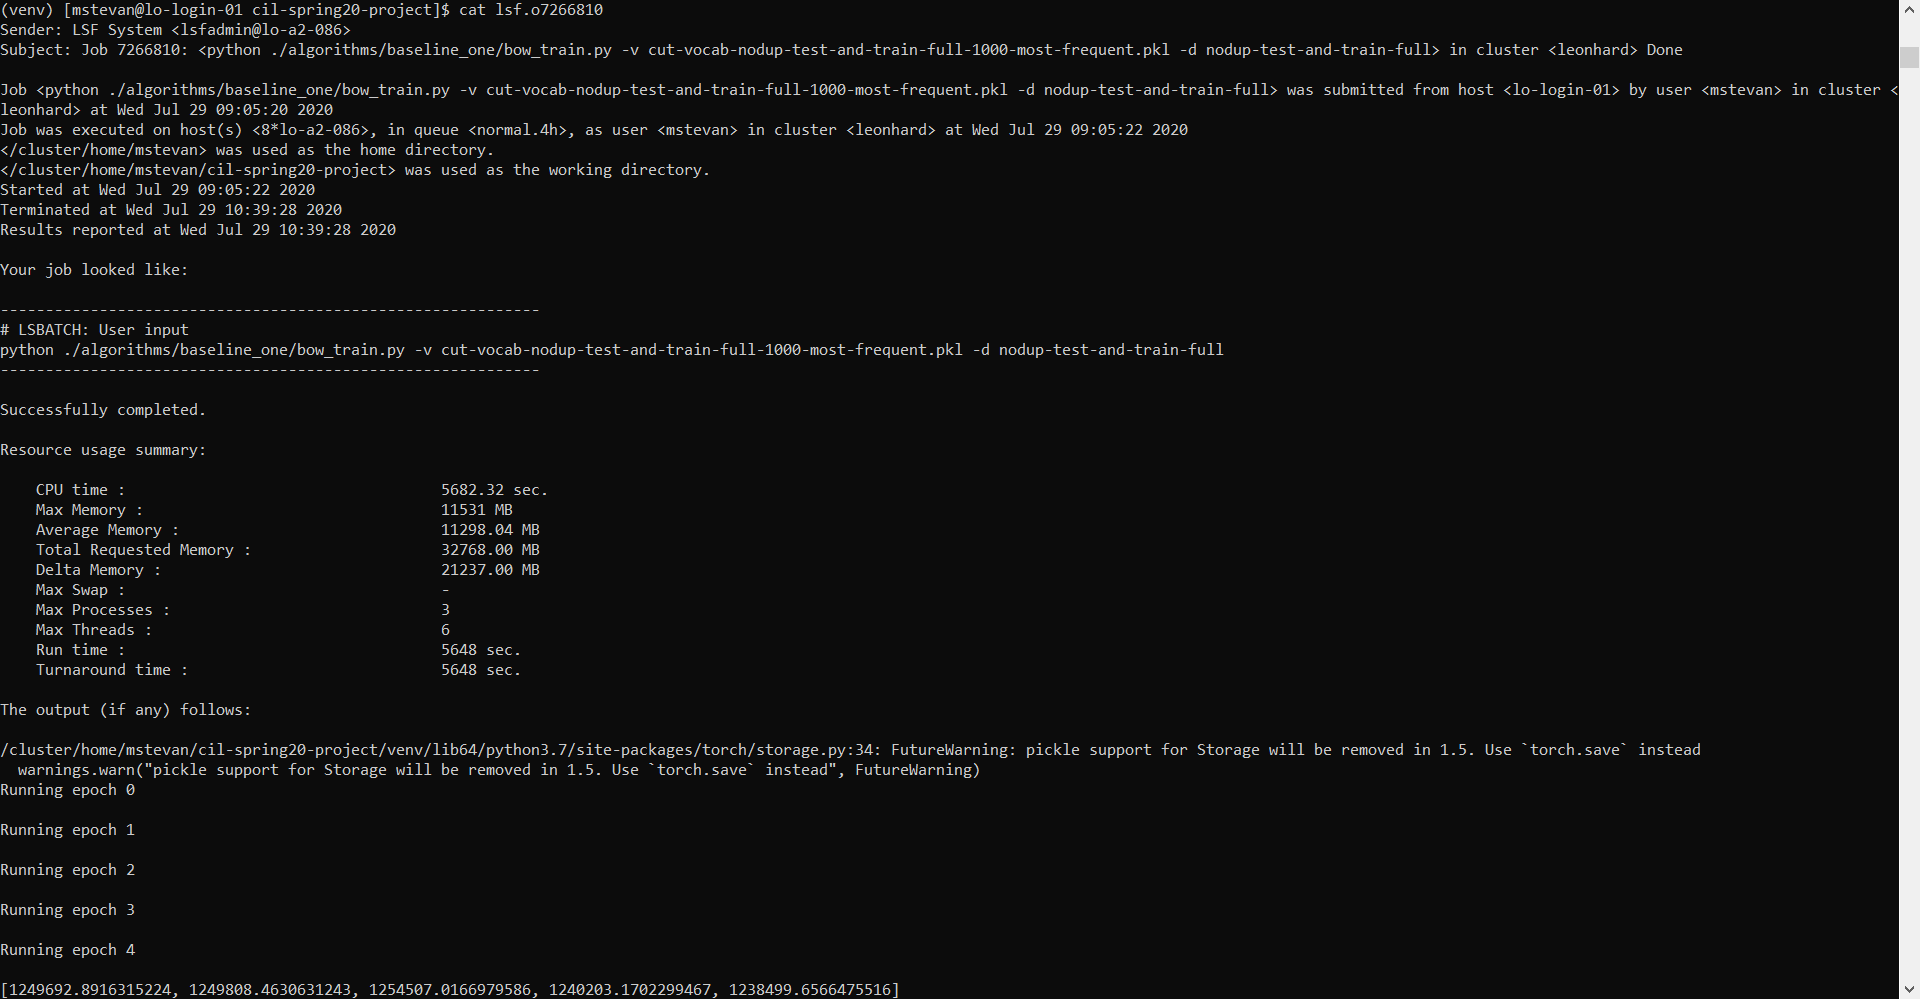 (venv) [mstevan@lo-login-01 cil-spring20-project]$ cat lsf.o7266810
Sender: LSF System <lsfadmin@lo-a2-086>
Subject: Job 7266810: <python ./algorithms/baseline_one/bow_train.py -v cut-vocab-nodup-test-and-train-full-1000-most-frequent.pkl -d nodup-test-and-train-full> in cluster <leonhard> Done
Job <python ./algorithms/baseline_one/bow_train.py -v cut-vocab-nodup-test-and-train-full-1000-most-frequent.pkl -d nodup-test-and-train-full> was submitted from host <lo-login-01> by user <mstevan> in cluster <
leonhard> at Wed Jul 29 09:05:20 2020
Job was executed on host(s) <8*lo-a2-086>, in queue <normal.4h>, as user <mstevan> in cluster <leonhard> at Wed Jul 29 09:05:22 2020
</cluster/home/mstevan> was used as the home directory.
</cluster/home/mstevan/cil-spring20-project> was used as the working directory.
Started at Wed Jul 29 09:05:22 2020
Terminated at Wed Jul 29 10:39:28 2020
Results reported at Wed Jul 29 10:39:28 2020
Your job looked like:
------------------------------------------------------------
# LSBATCH: User input
python ./algorithms/baseline_one/bow_train.py -v cut-vocab-nodup-test-and-train-full-1000-most-frequent.pkl -d nodup-test-and-train-full
------------------------------------------------------------
Successfully completed.
Resource usage summary:
CPU time : 5682.32 sec.
Max Memory : 11531 MB
Average Memory : 11298.04 MB
Total Requested Memory : 32768.00 MB
Delta Memory : 21237.00 MB
Max Swap : -
Max Processes : 3
Max Threads : 6
Run time : 5648 sec.
Turnaround time : 5648 sec.
The output (if any) follows:
/cluster/home/mstevan/cil-spring20-project/venv/lib64/python3.7/site-packages/torch/storage.py:34: FutureWarning: pickle support for Storage will be removed in 1.5. Use `torch.save` instead
warnings.warn("pickle support for Storage will be removed in 1.5. Use `torch.save` instead", FutureWarning)
Running epoch 0
Running epoch 1
Running epoch 2
Running epoch 3
Running epoch 4
[1249692.8916315224, 1249808.4630631243, 1254507.0166979586, 1240203.1702299467, 1238499.6566475516]